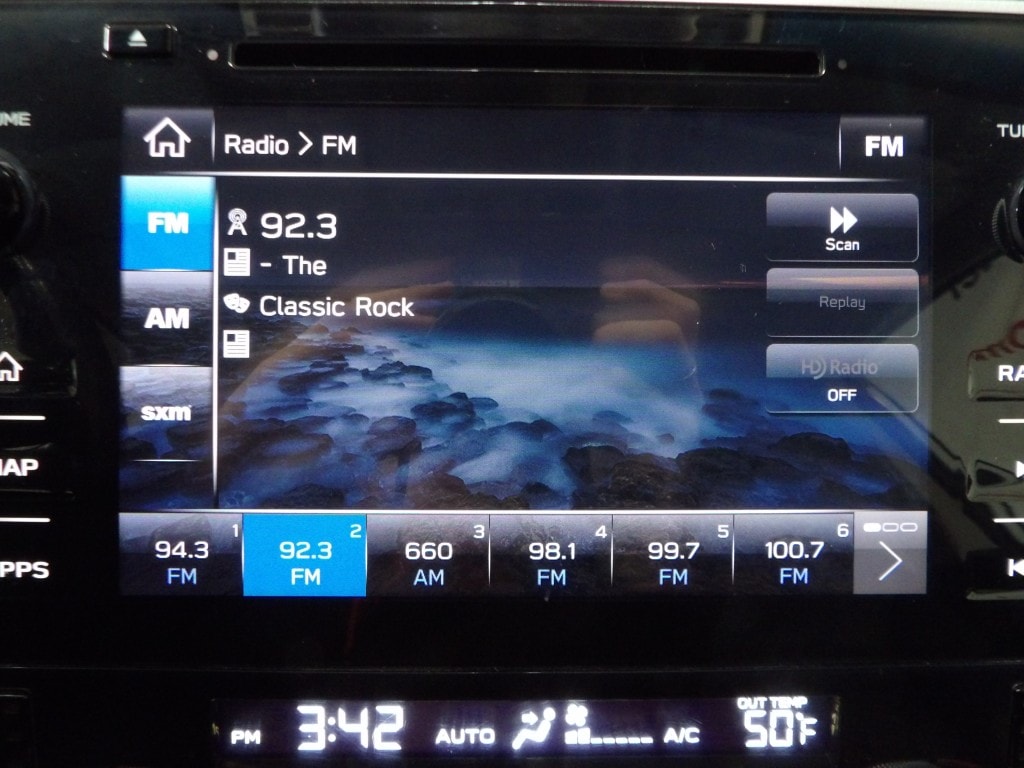 Radio > FM
FM
FM
AM
sxm
92.3
- The
Classic Rock
Scan
Replay
HD Radio
OFF
1 2 3 4 5 6
94.3 92.3 660 98.1 99.7 100.7
FM FM AM FM FM FM
PM 3:42 AUTO A/C OUT TEMP 50°F